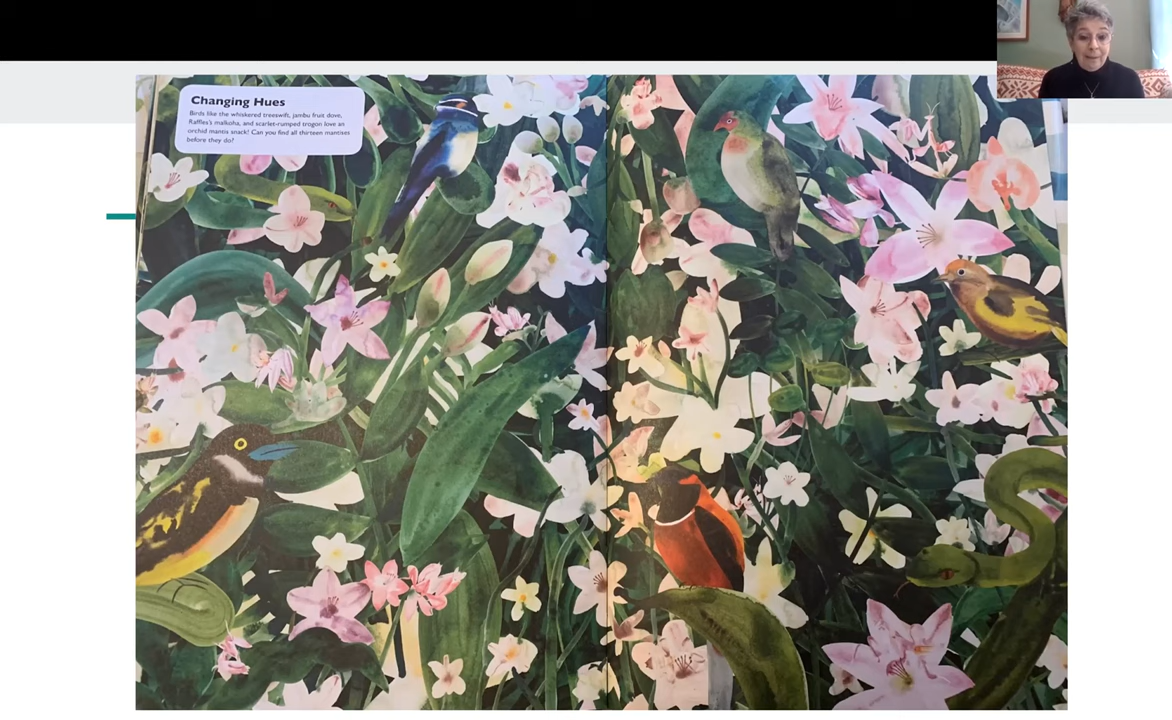 Changing Hues
Birds like the whiskered treeswift, jambu fruit dove,
Raffles's malkoha, and scarlet-rumped trogon love an
orchid mantis snack! Can you find all thirteen mantises
before they do?